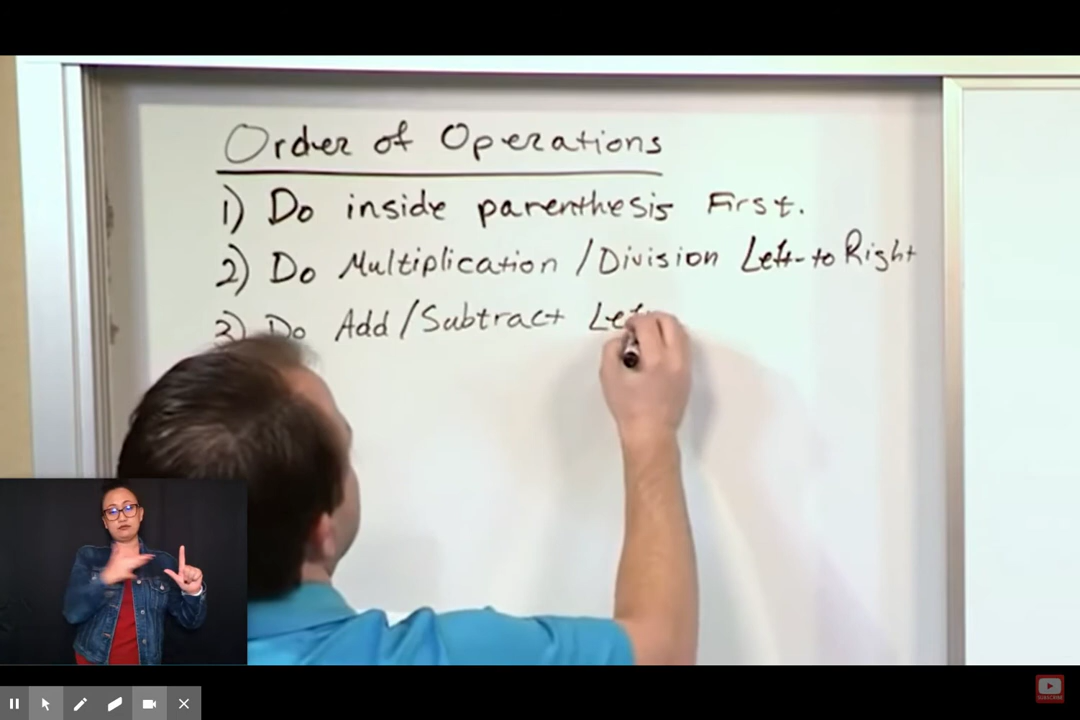 Order of Operations
1) Do inside parenthesis First.
2) Do Multiplication / Division Left-to Right
3) Do Add / Subtract
SUBSCRIBE